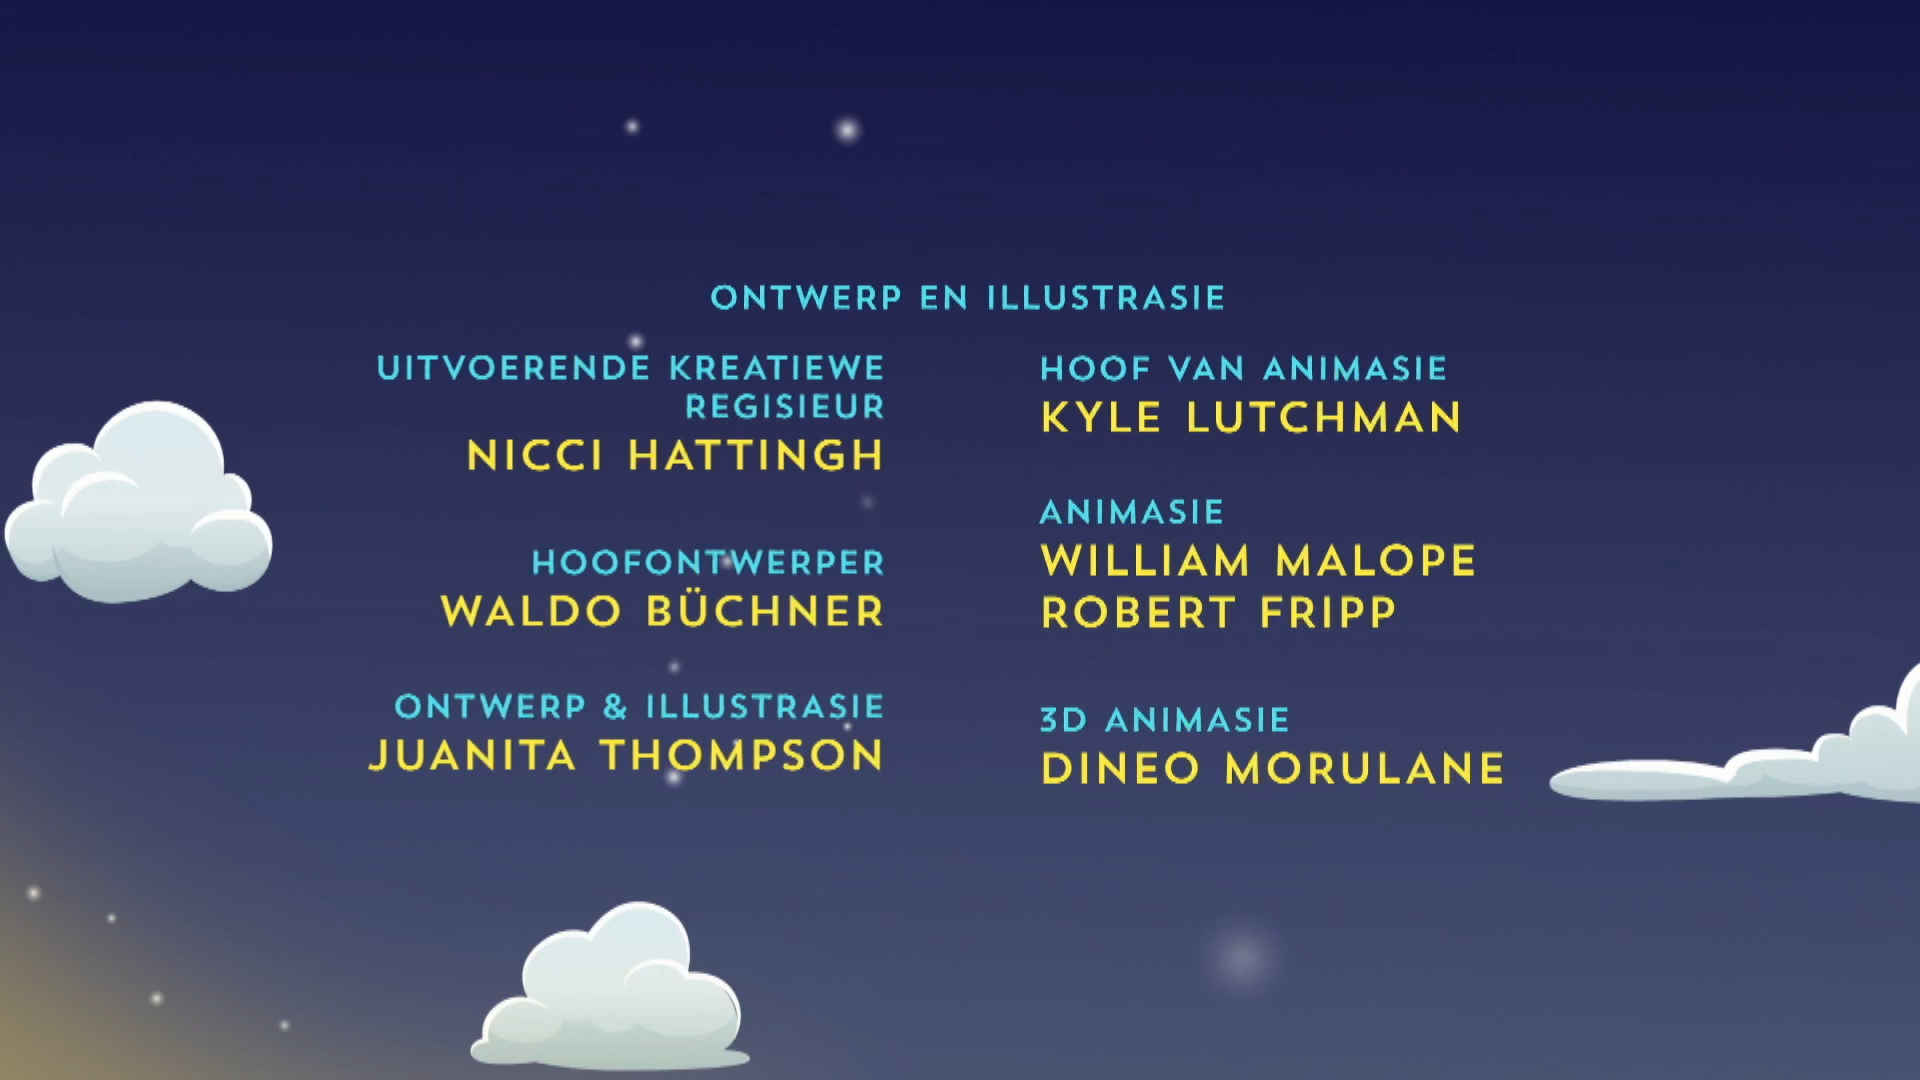 ONTWERP EN ILLUSTRASIE
UITVOERENDE KREATIEWE
REGISIEUR
NICCI HATTINGH
HOOFONTWERPER
WALDO BÜCHNER
ONTWERP & ILLUSTRASIE
JUANITA THOMPSON
HOOF VAN ANIMASIE
KYLE LUTCHMAN
ANIMASIE
WILLIAM MALOPE
ROBERT FRIPP
3D ANIMASIE
DINEO MORULANE